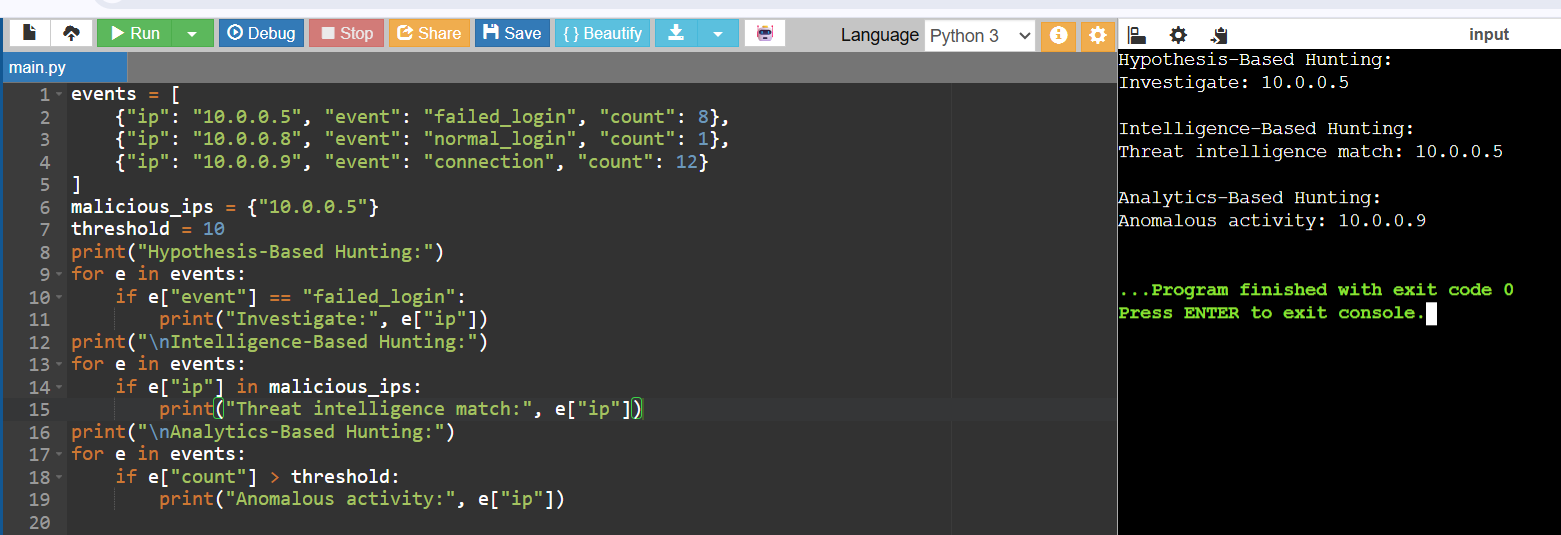 Run
Debug
Stop
Share
Save
{ } Beautify
Language
Python 3
input
main.py
1 events = [
2     {"ip": "10.0.0.5", "event": "failed_login", "count": 8},
3     {"ip": "10.0.0.8", "event": "normal_login", "count": 1},
4     {"ip": "10.0.0.9", "event": "connection", "count": 12}
5 ]
6 malicious_ips = {"10.0.0.5"}
7 threshold = 10
8 print("Hypothesis-Based Hunting:")
9 for e in events:
10     if e["event"] == "failed_login":
11         print("Investigate:", e["ip"])
12 print("\nIntelligence-Based Hunting:")
13 for e in events:
14     if e["ip"] in malicious_ips:
15         print("Threat intelligence match:", e["ip"])
16 print("\nAnalytics-Based Hunting:")
17 for e in events:
18     if e["count"] > threshold:
19         print("Anomalous activity:", e["ip"])
20
Hypothesis-Based Hunting:
Investigate: 10.0.0.5
Intelligence-Based Hunting:
Threat intelligence match: 10.0.0.5
Analytics-Based Hunting:
Anomalous activity: 10.0.0.9
...Program finished with exit code 0
Press ENTER to exit console.